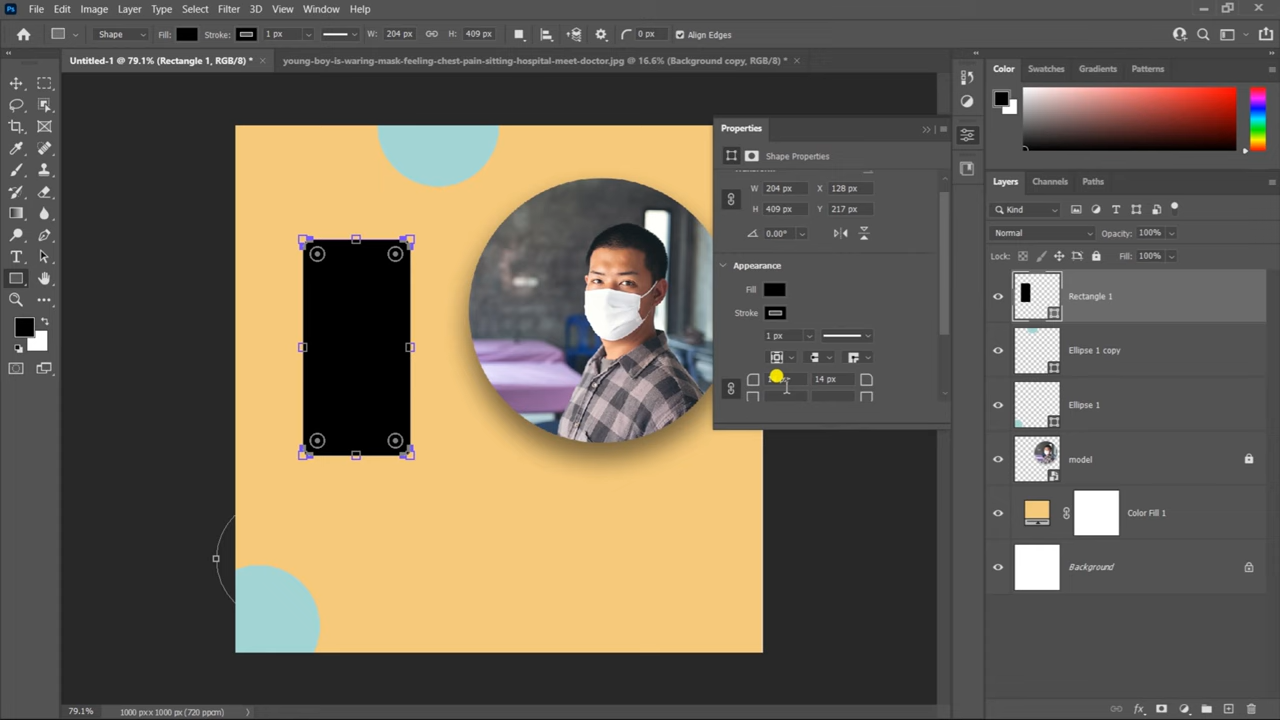 Ps File Edit Image Layer Type Select Filter 3D View Window Help
Shape Fill: Stroke: 1 px W: 204 px H: 409 px 0 px Align Edges
Untitled-1 @ 79.1% (Rectangle 1, RGB/8) * × young-boy-is-waring-mask-feeling-chest-pain-sitting-hospital-meet-doctor.jpg @ 16.6% (Background copy, RGB/8) * ×
Color Swatches Gradients Patterns
Properties
Shape Properties
W 204 px X 128 px
H 409 px Y 217 px
0.00°
Appearance
Fill
Stroke
1 px
14 px
Layers Channels Paths
Kind
Normal Opacity: 100%
Lock: Fill: 100%
Rectangle 1
Ellipse 1 copy
Ellipse 1
model
Color Fill 1
Background
79.1% 1000 px x 1000 px (720 ppcm)